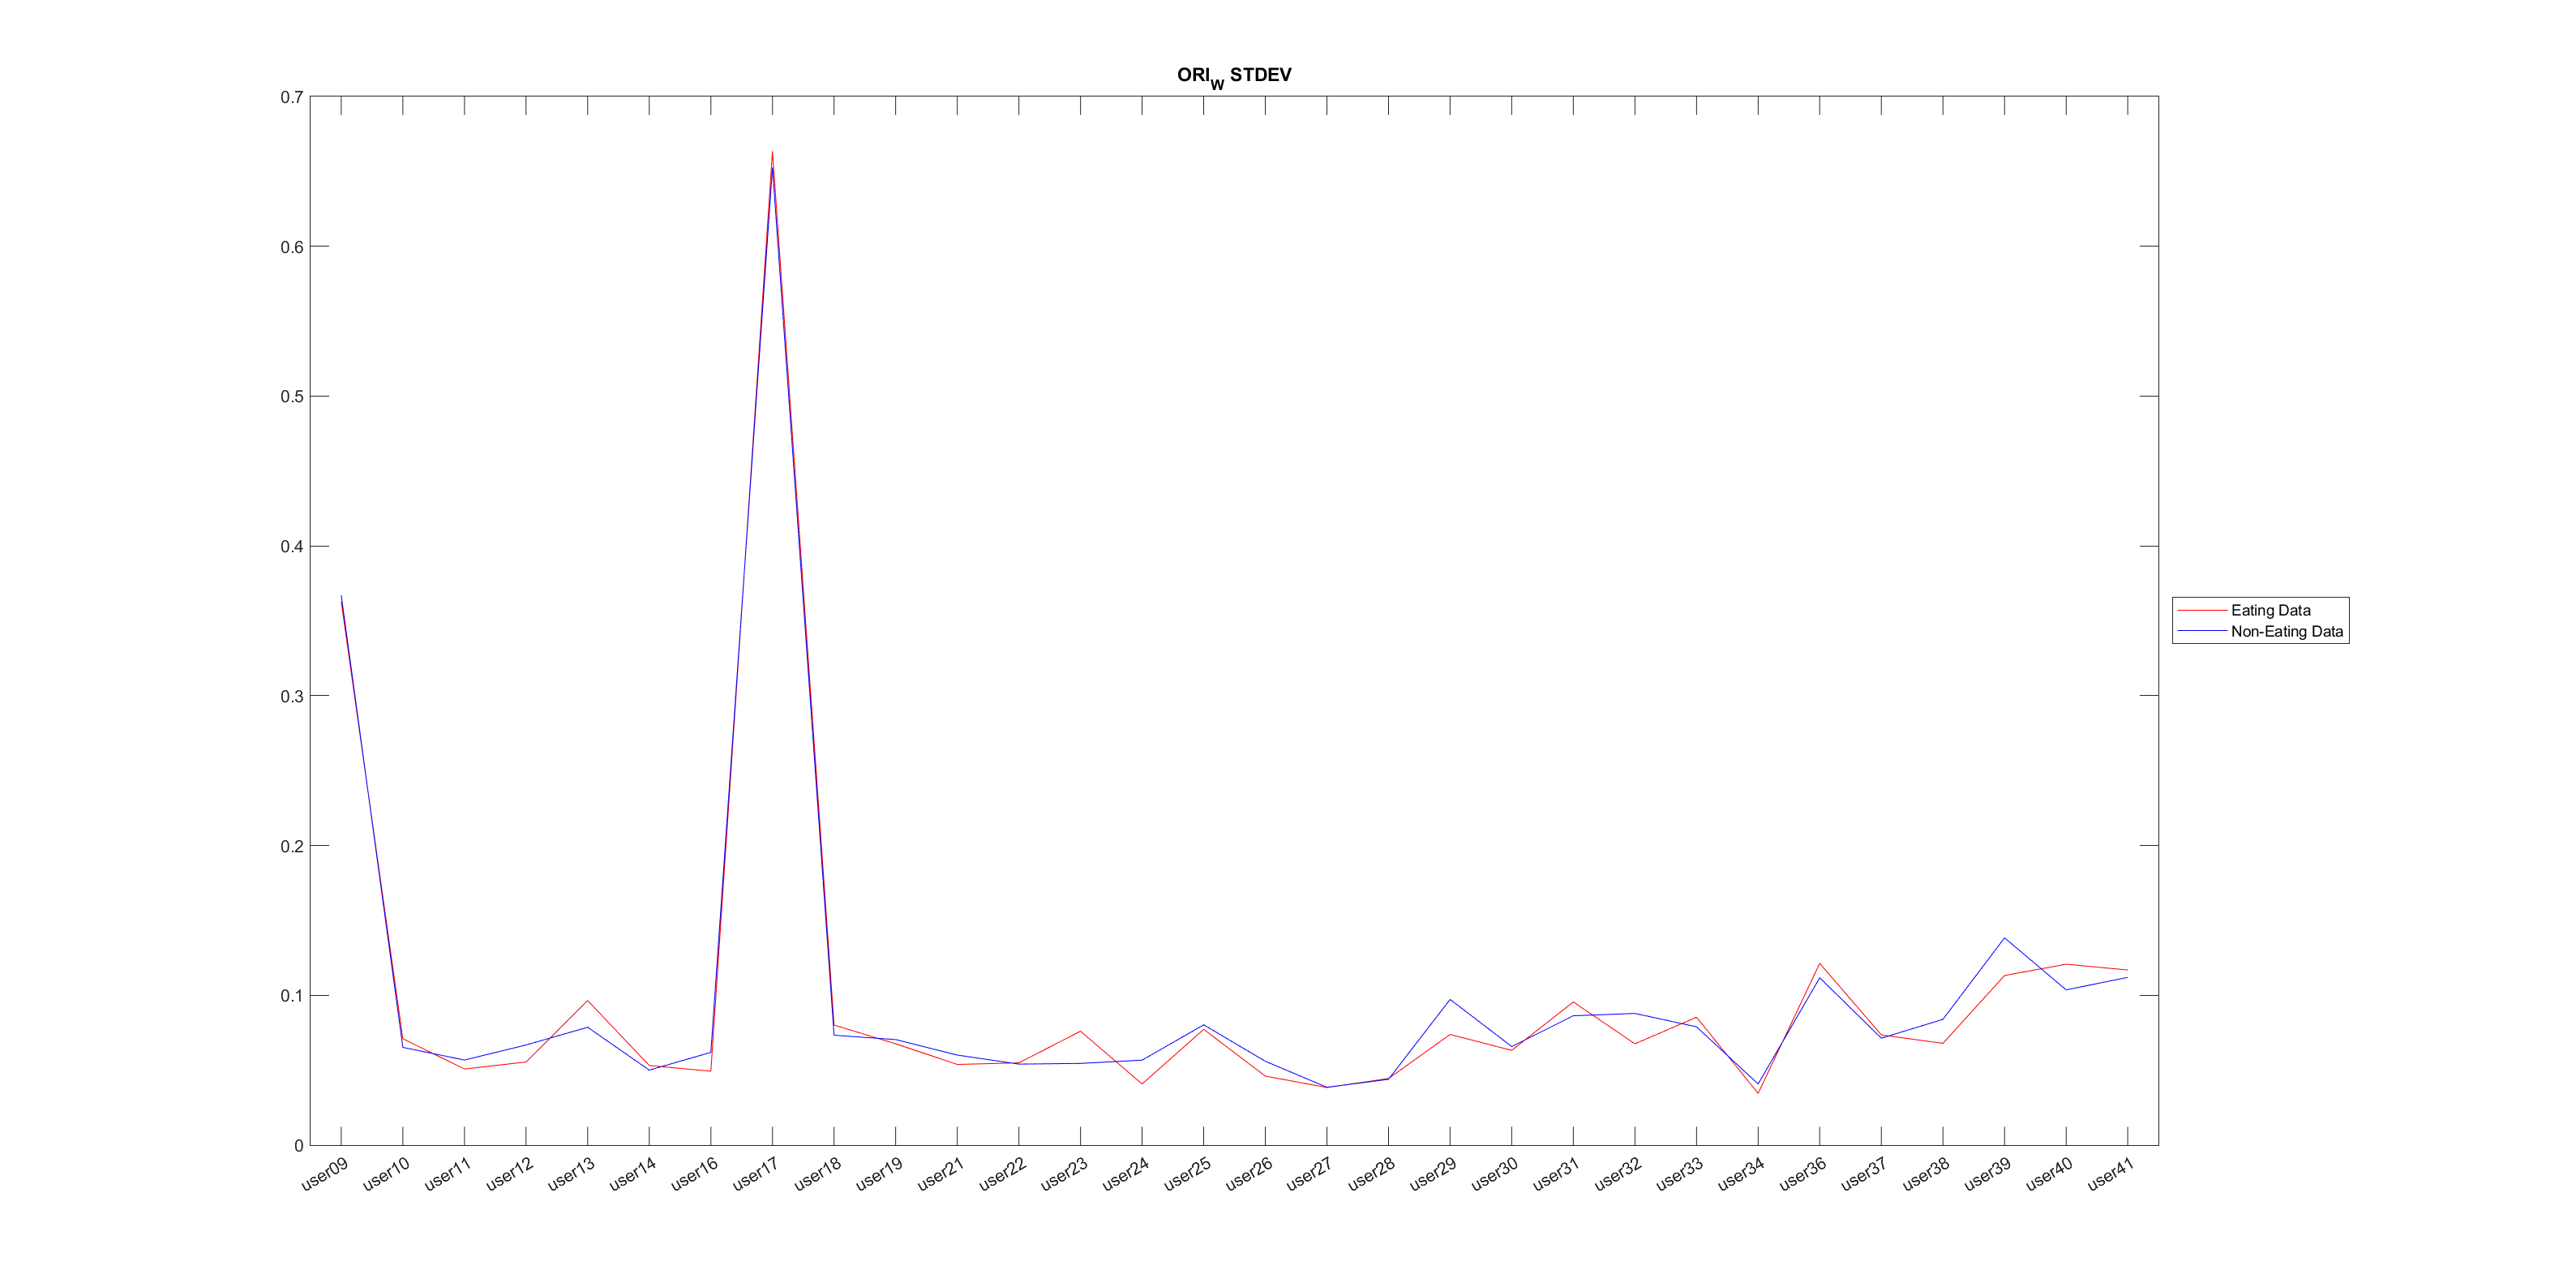 ORI_W STDEV
0.7
0.6
0.5
0.4
0.3
0.2
0.1
0
user09 user10 user11 user12 user13 user14 user16 user17 user18 user19 user21 user22 user23 user24 user25 user26 user27 user28 user29 user30 user31 user32 user33 user34 user36 user37 user38 user39 user40 user41
Eating Data
Non-Eating Data